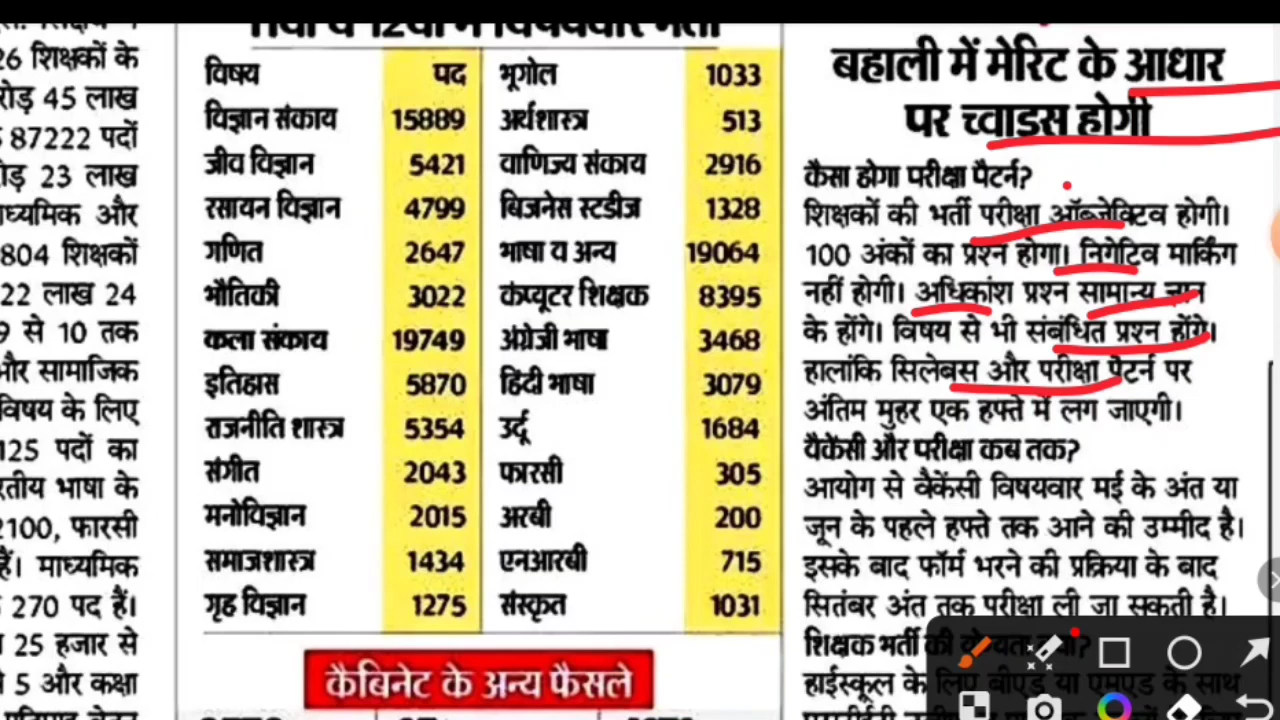 26 शिक्षकों के
45 लाख
87222 पदों
23 लाख
और
804 शिक्षकों
22 लाख 24
9 से 10 तक
और सामाजिक
विषय के लिए
125 पदों का
भाषा के
2100, फारसी
हैं। माध्यमिक
270 पद हैं।
25 हजार से
5 और कक्षा
विषय पद
विज्ञान संकाय 15889
जीव विज्ञान 5421
रसायन विज्ञान 4799
गणित 2647
भौतिकी 3022
कला संकाय 19749
इतिहास 5870
राजनीति शास्त्र 5354
संगीत 2043
मनोविज्ञान 2015
समाजशास्त्र 1434
गृह विज्ञान 1275
भूगोल 1033
अर्थशास्त्र 513
वाणिज्य संकाय 2916
बिजनेस स्टडीज 1328
भाषा व अन्य 19064
कंप्यूटर शिक्षक 8395
अंग्रेजी भाषा 3468
हिंदी भाषा 3079
उर्दू 1684
फारसी 305
अरबी 200
एनआरबी 715
संस्कृत 1031
कैबिनेट के अन्य फैसले
बहाली में मेरिट के आधार
पर च्वाइस होगी
कैसा होगा परीक्षा पैटर्न?
शिक्षकों की भर्ती परीक्षा ऑब्जेक्टिव होगी।
100 अंकों का प्रश्न होगा। निगेटिव मार्किंग
नहीं होगी। अधिकांश प्रश्न सामान्य ज्ञान
के होंगे। विषय से भी संबंधित प्रश्न होंगे।
हालांकि सिलेबस और परीक्षा पैटर्न पर
अंतिम मुहर एक हफ्ते में लग जाएगी।
वैकेंसी और परीक्षा कब तक?
आयोग से वैकेंसी विषयवार मई के अंत या
जून के पहले हफ्ते तक आने की उम्मीद है।
इसके बाद फॉर्म भरने की प्रक्रिया के बाद
सितंबर अंत तक परीक्षा ली जा सकती है।
शिक्षक भर्ती की योग्यता क्या?
हाईस्कूल के लिए बीएड या एमएड के साथ